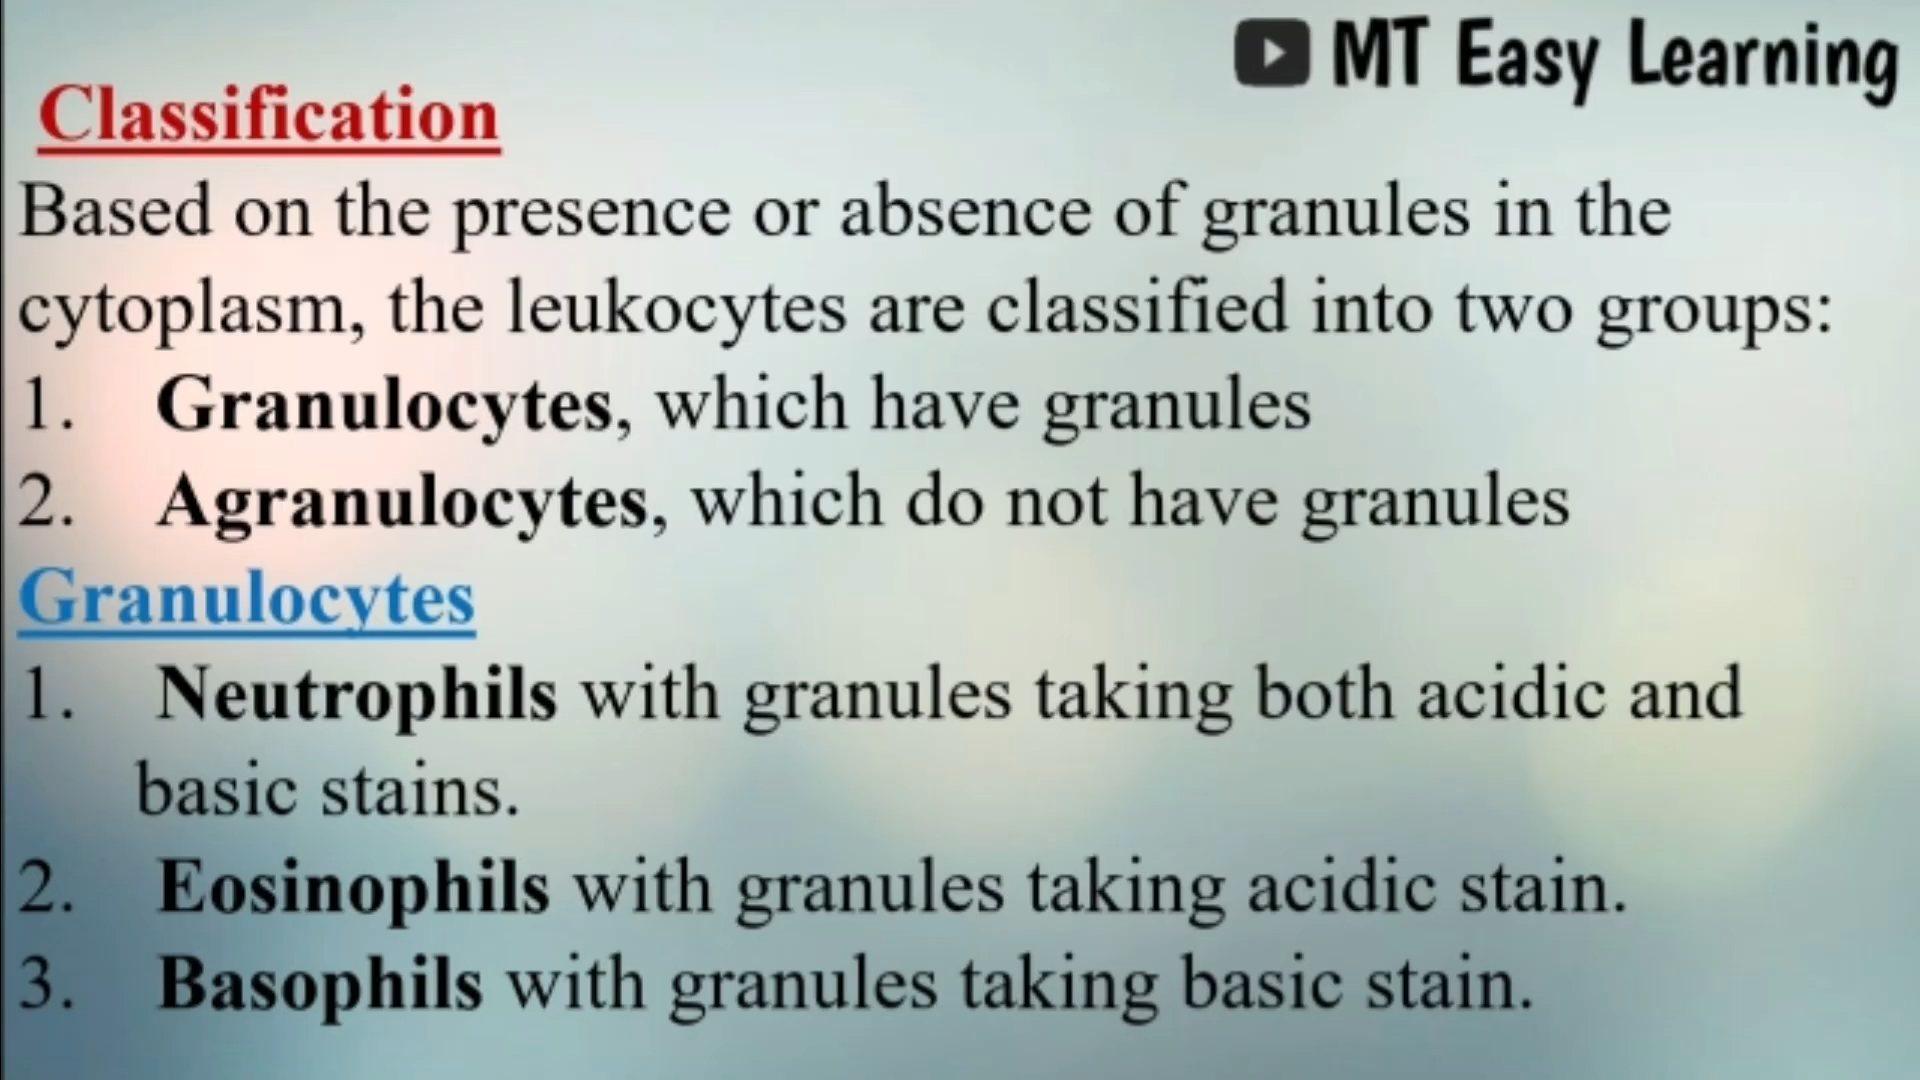 MT Easy Learning
Classification
Based on the presence or absence of granules in the
cytoplasm, the leukocytes are classified into two groups:
1. Granulocytes, which have granules
2. Agranulocytes, which do not have granules
Granulocytes
1. Neutrophils with granules taking both acidic and
basic stains.
2. Eosinophils with granules taking acidic stain.
3. Basophils with granules taking basic stain.